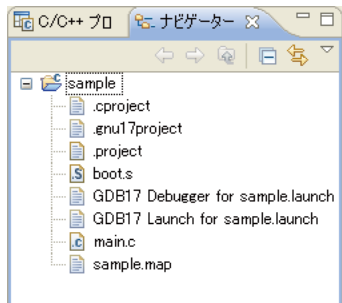 C/C++ プロ ナビゲーター
sample
.cproject
.gnu17project
.project
boot.s
GDB17 Debugger for sample.launch
GDB17 Launch for sample.launch
main.c
sample.map